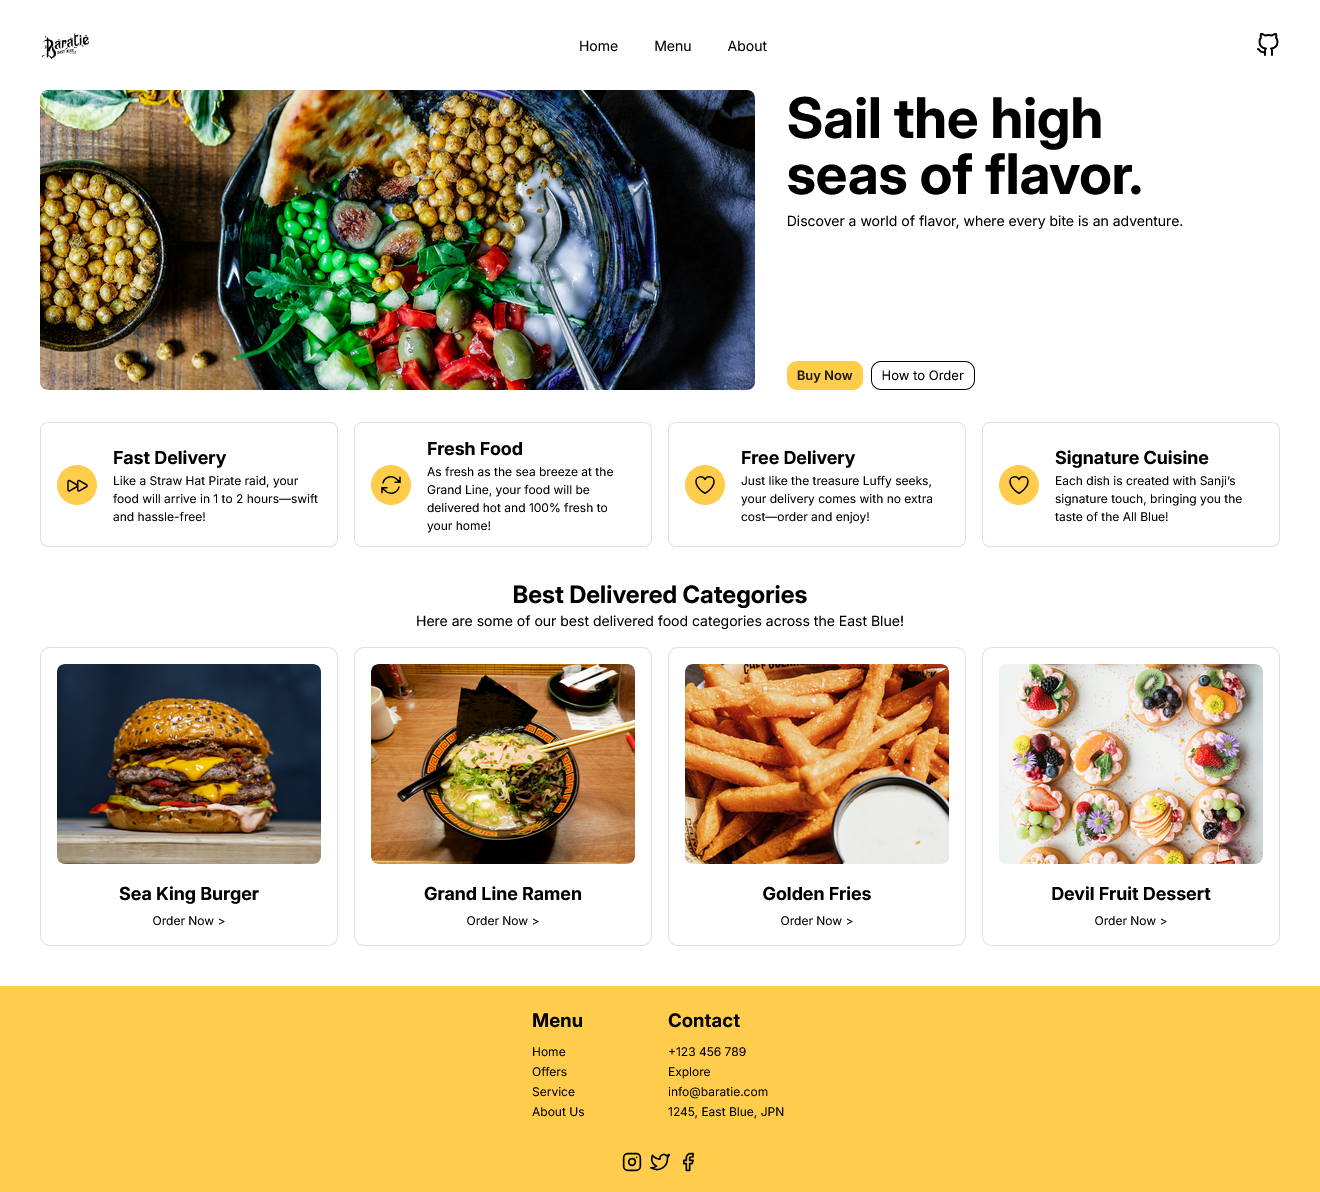 Baratie
Home
Menu
About
Sail the high
seas of flavor.
Discover a world of flavor, where every bite is an adventure.
Buy Now
How to Order
Fast Delivery
Like a Straw Hat Pirate raid, your
food will arrive in 1 to 2 hours—swift
and hassle-free!
Fresh Food
As fresh as the sea breeze at the
Grand Line, your food will be
delivered hot and 100% fresh to
your home!
Free Delivery
Just like the treasure Luffy seeks,
your delivery comes with no extra
cost—order and enjoy!
Signature Cuisine
Each dish is created with Sanji’s
signature touch, bringing you the
taste of the All Blue!
Best Delivered Categories
Here are some of our best delivered food categories across the East Blue!
Sea King Burger
Order Now >
Grand Line Ramen
Order Now >
Golden Fries
Order Now >
Devil Fruit Dessert
Order Now >
Menu
Home
Offers
Service
About Us
Contact
+123 456 789
Explore
info@baratie.com
1245, East Blue, JPN